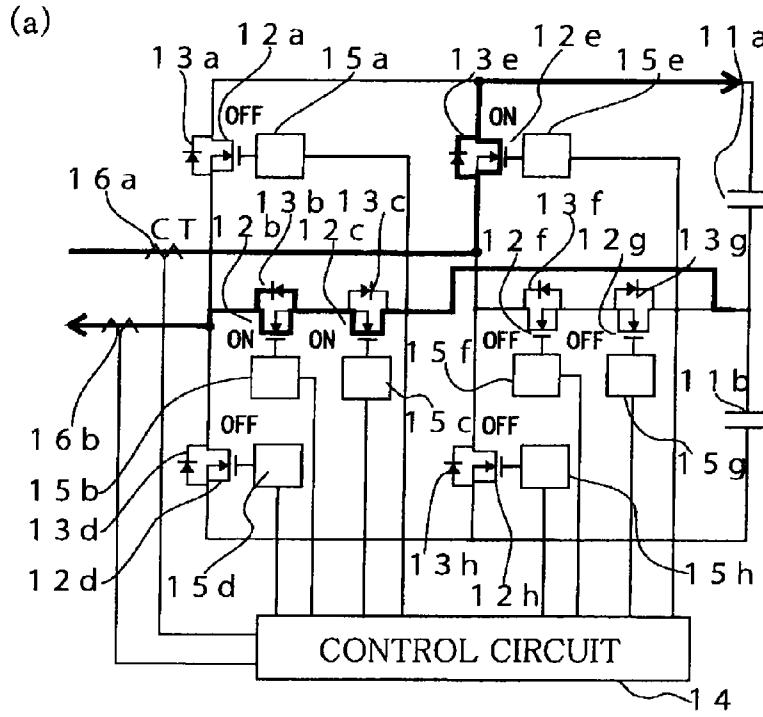 (a)
12a
13a
15a
13e
12e
15e
11a
OFF
ON
16a
CT
12b
13b
12c
13c
13f
12f
12g
13g
ON
ON
OFF
OFF
15f
11b
16b
OFF
15c
OFF
15g
15b
13d
12d
15d
13h
12h
15h
CONTROL CIRCUIT
14